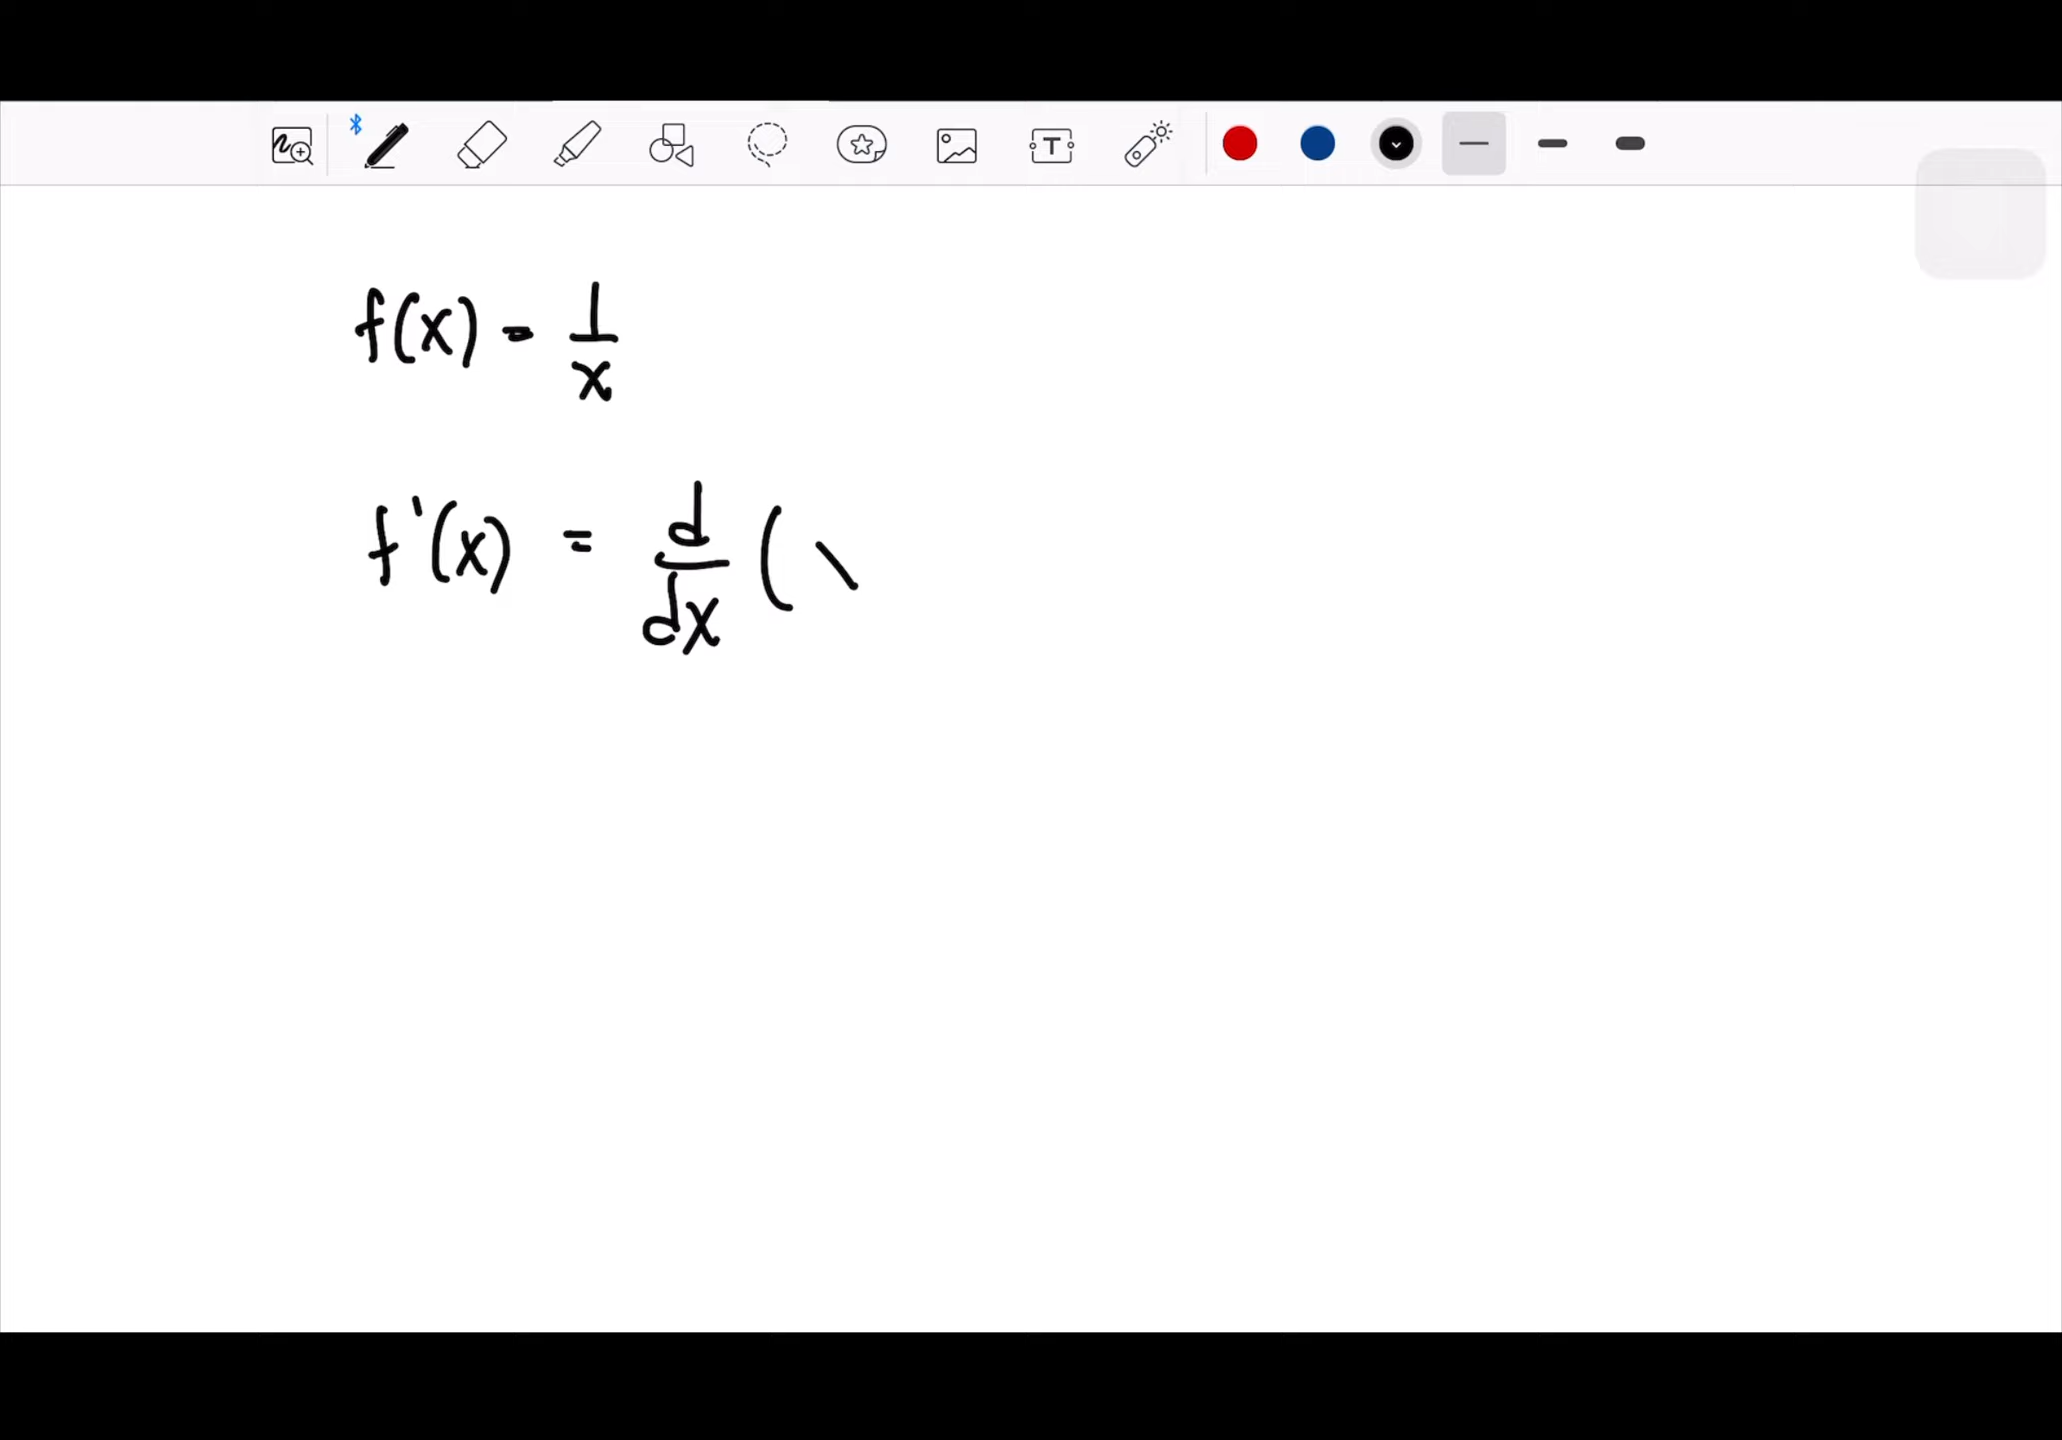 f(x) = 1/x
f'(x) = d/dx (